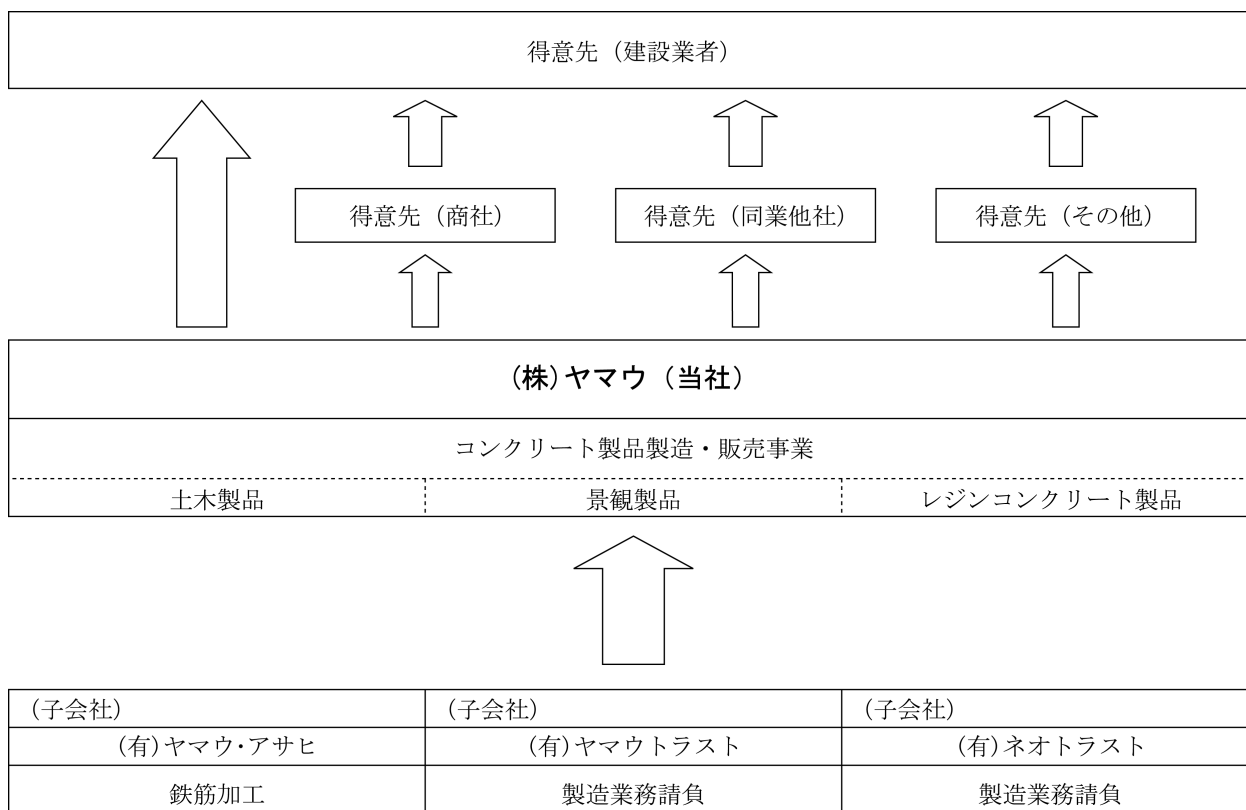 得意先（建設業者）
得意先（商社）
得意先（同業他社）
得意先（その他）
(株)ヤマウ（当社）
コンクリート製品製造・販売事業
土木製品
景観製品
レジンコンクリート製品
(子会社)
(子会社)
(子会社)
(有)ヤマウ・アサヒ
(有)ヤマウトラスト
(有)ネオトラスト
鉄筋加工
製造業務請負
製造業務請負